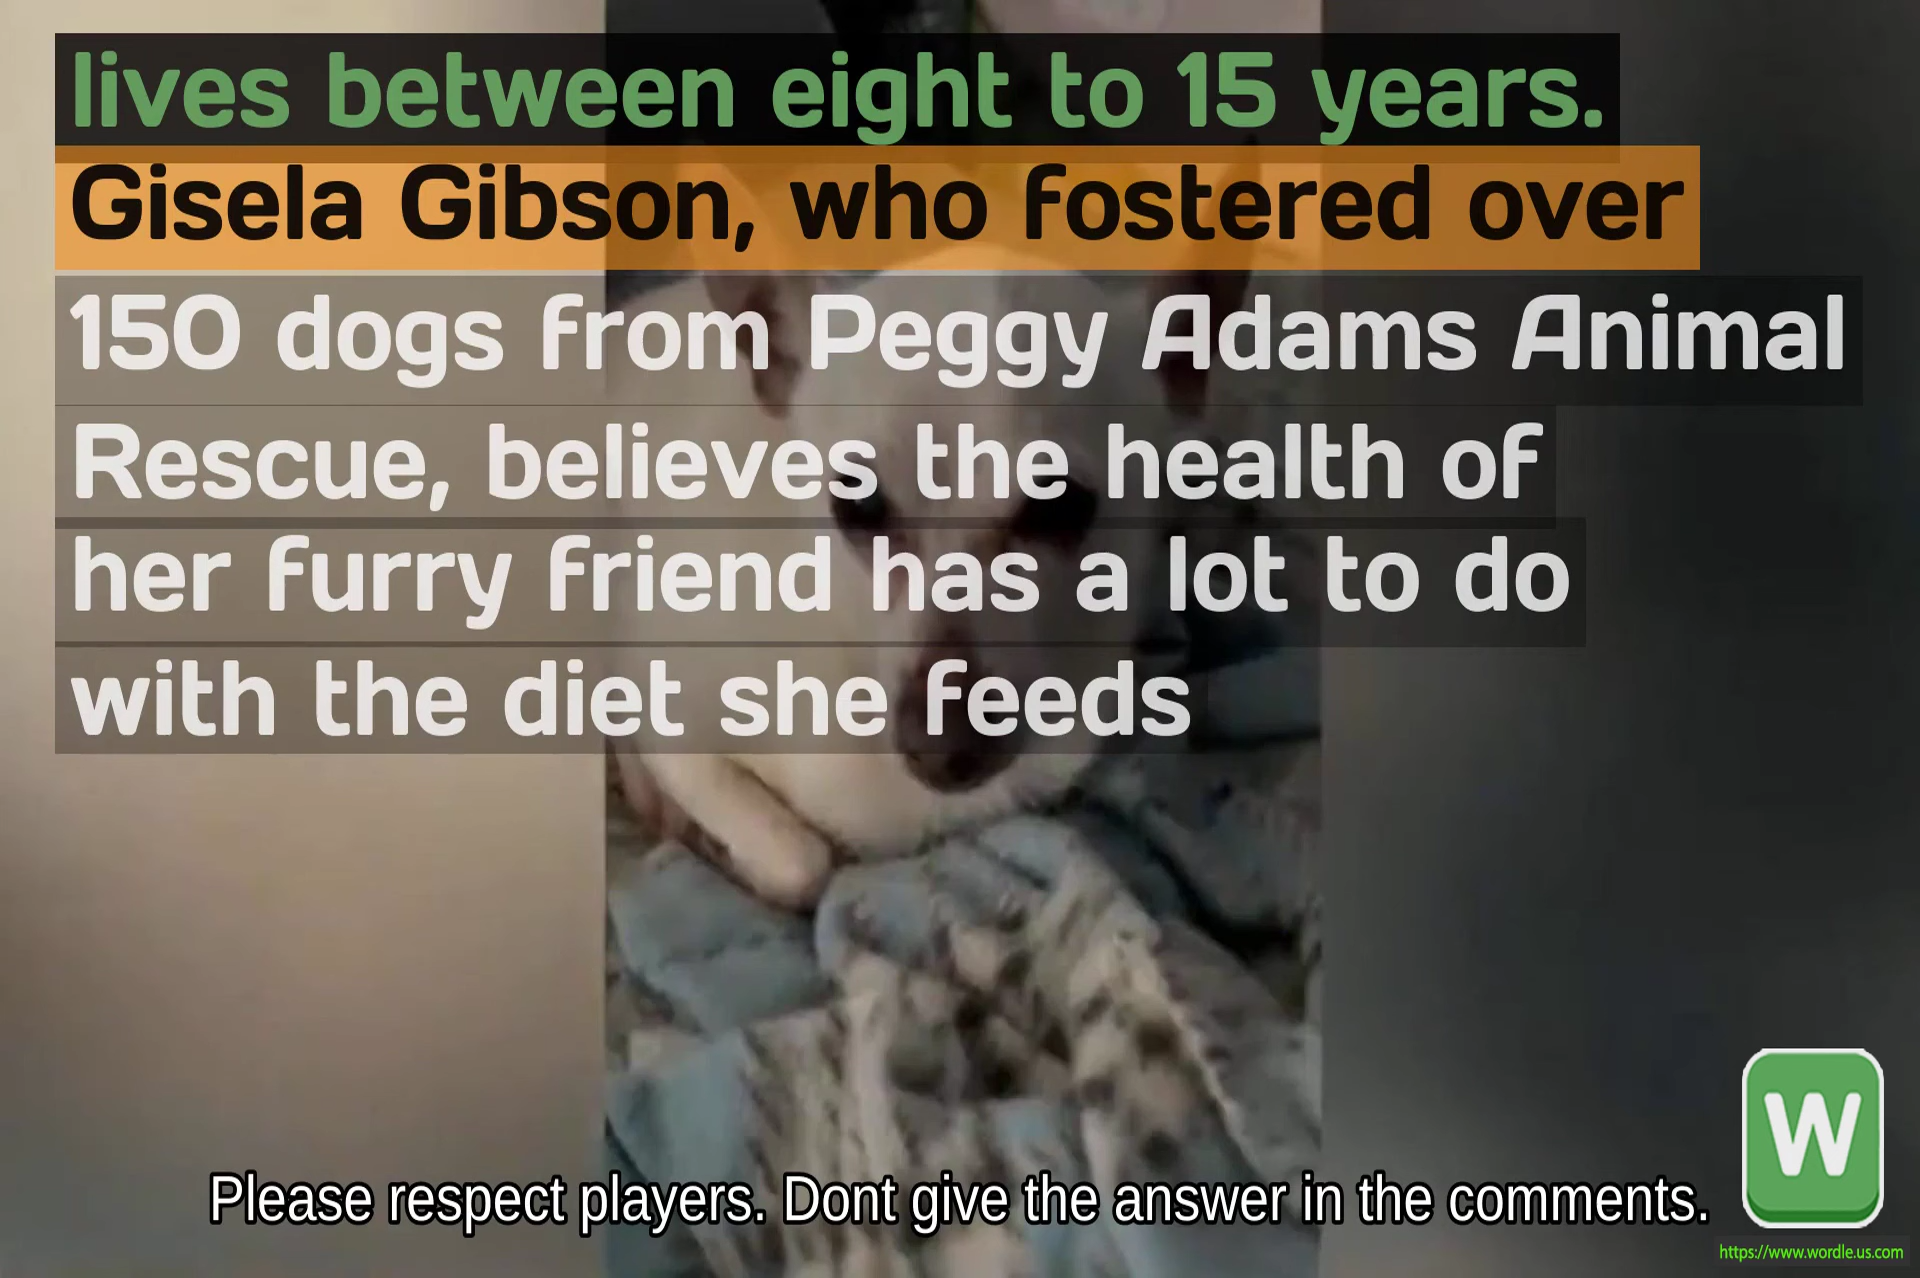 lives between eight to 15 years.
Gisela Gibson, who fostered over
150 dogs from Peggy Adams Animal
Rescue, believes the health of
her furry friend has a lot to do
with the diet she feeds
Please respect players. Dont give the answer in the comments.
W
https://www.wordle.us.com